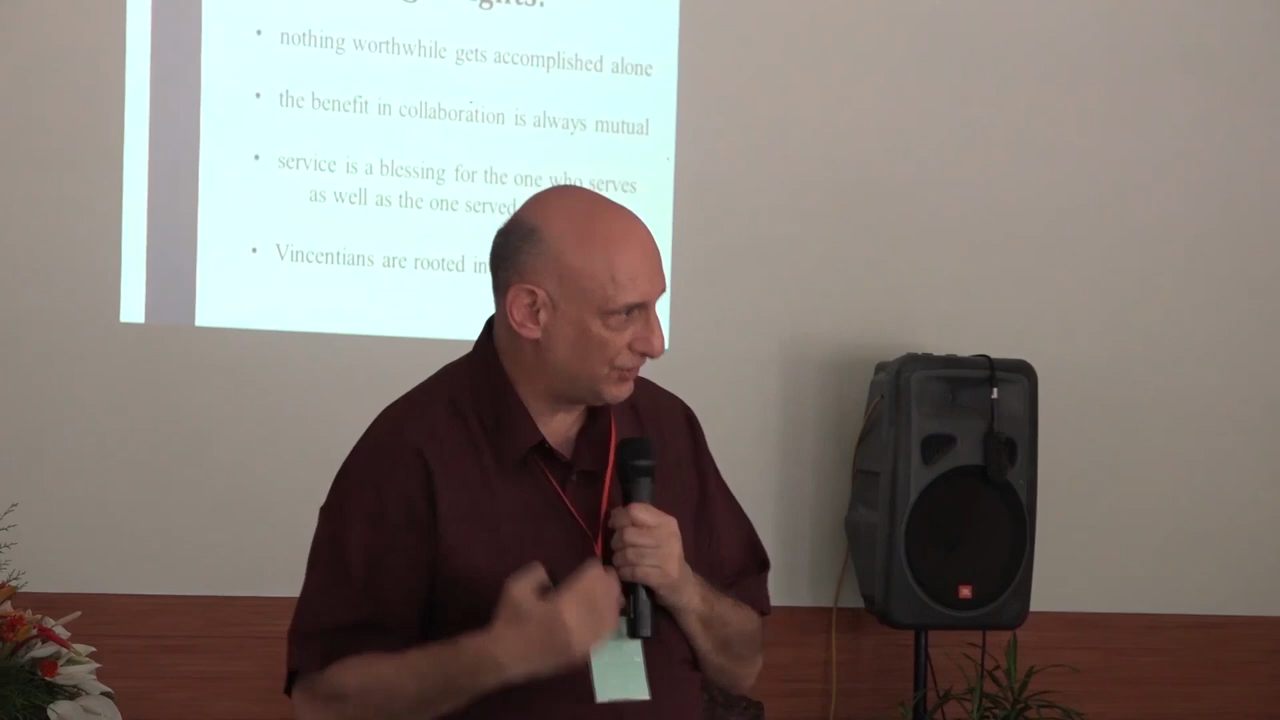 • nothing worthwhile gets accomplished alone
• the benefit in collaboration is always mutual
• service is a blessing for the one who serves
as well as the one served
• Vincentians are rooted in
JBL